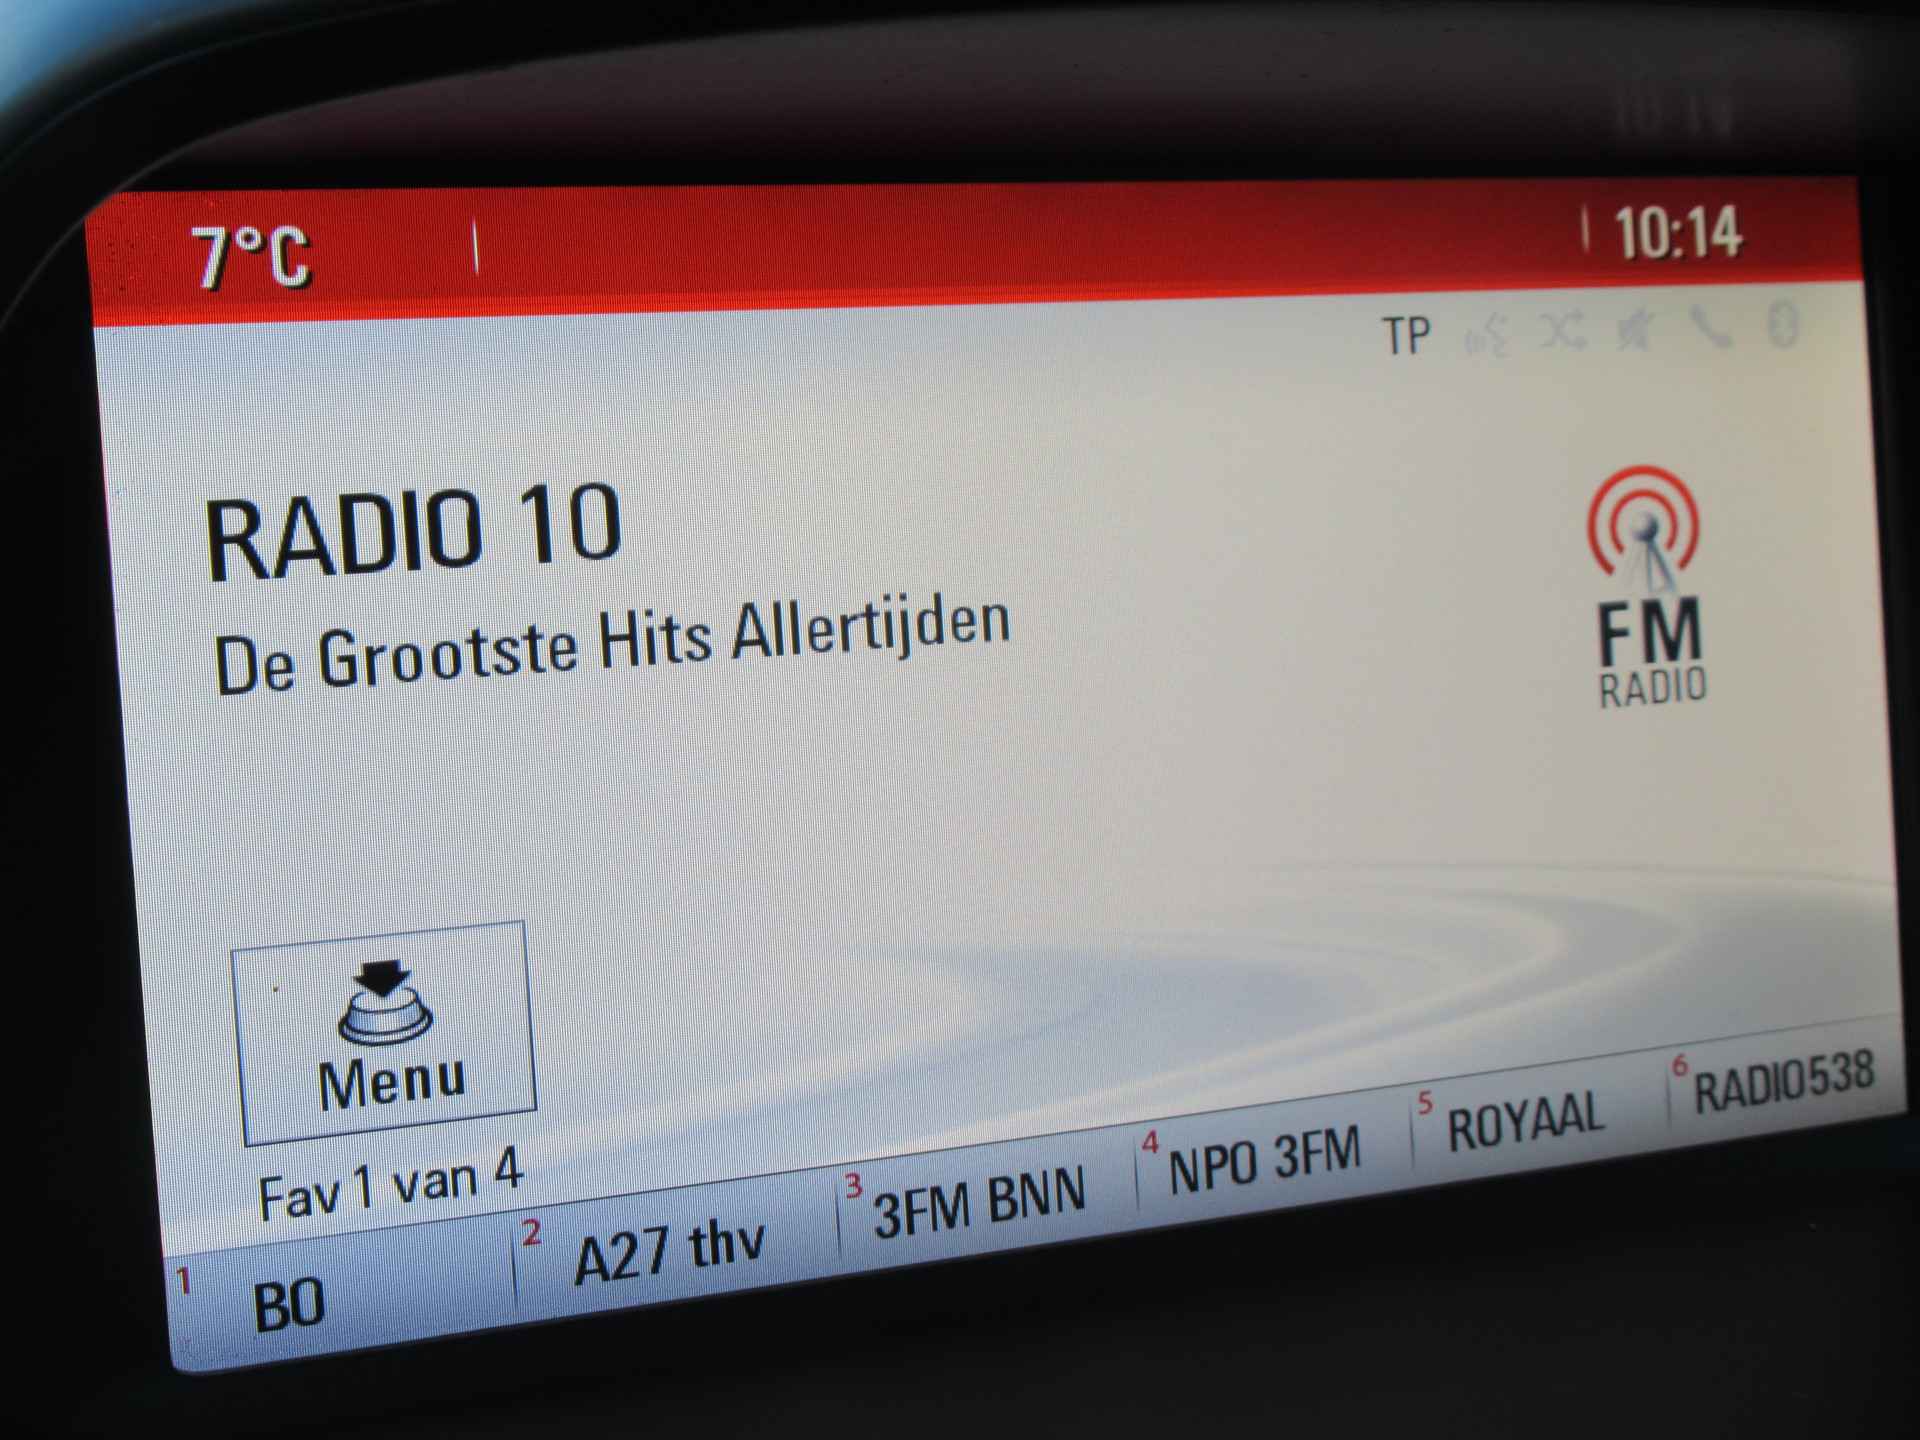 7°C 10:14
TP
RADIO 10
De Grootste Hits Allertijden
FM
RADIO
Menu
Fav 1 van 4
1 BO 2 A27 thv 3 3FM BNN 4 NPO 3FM 5 ROYAAL 6 RADIO538